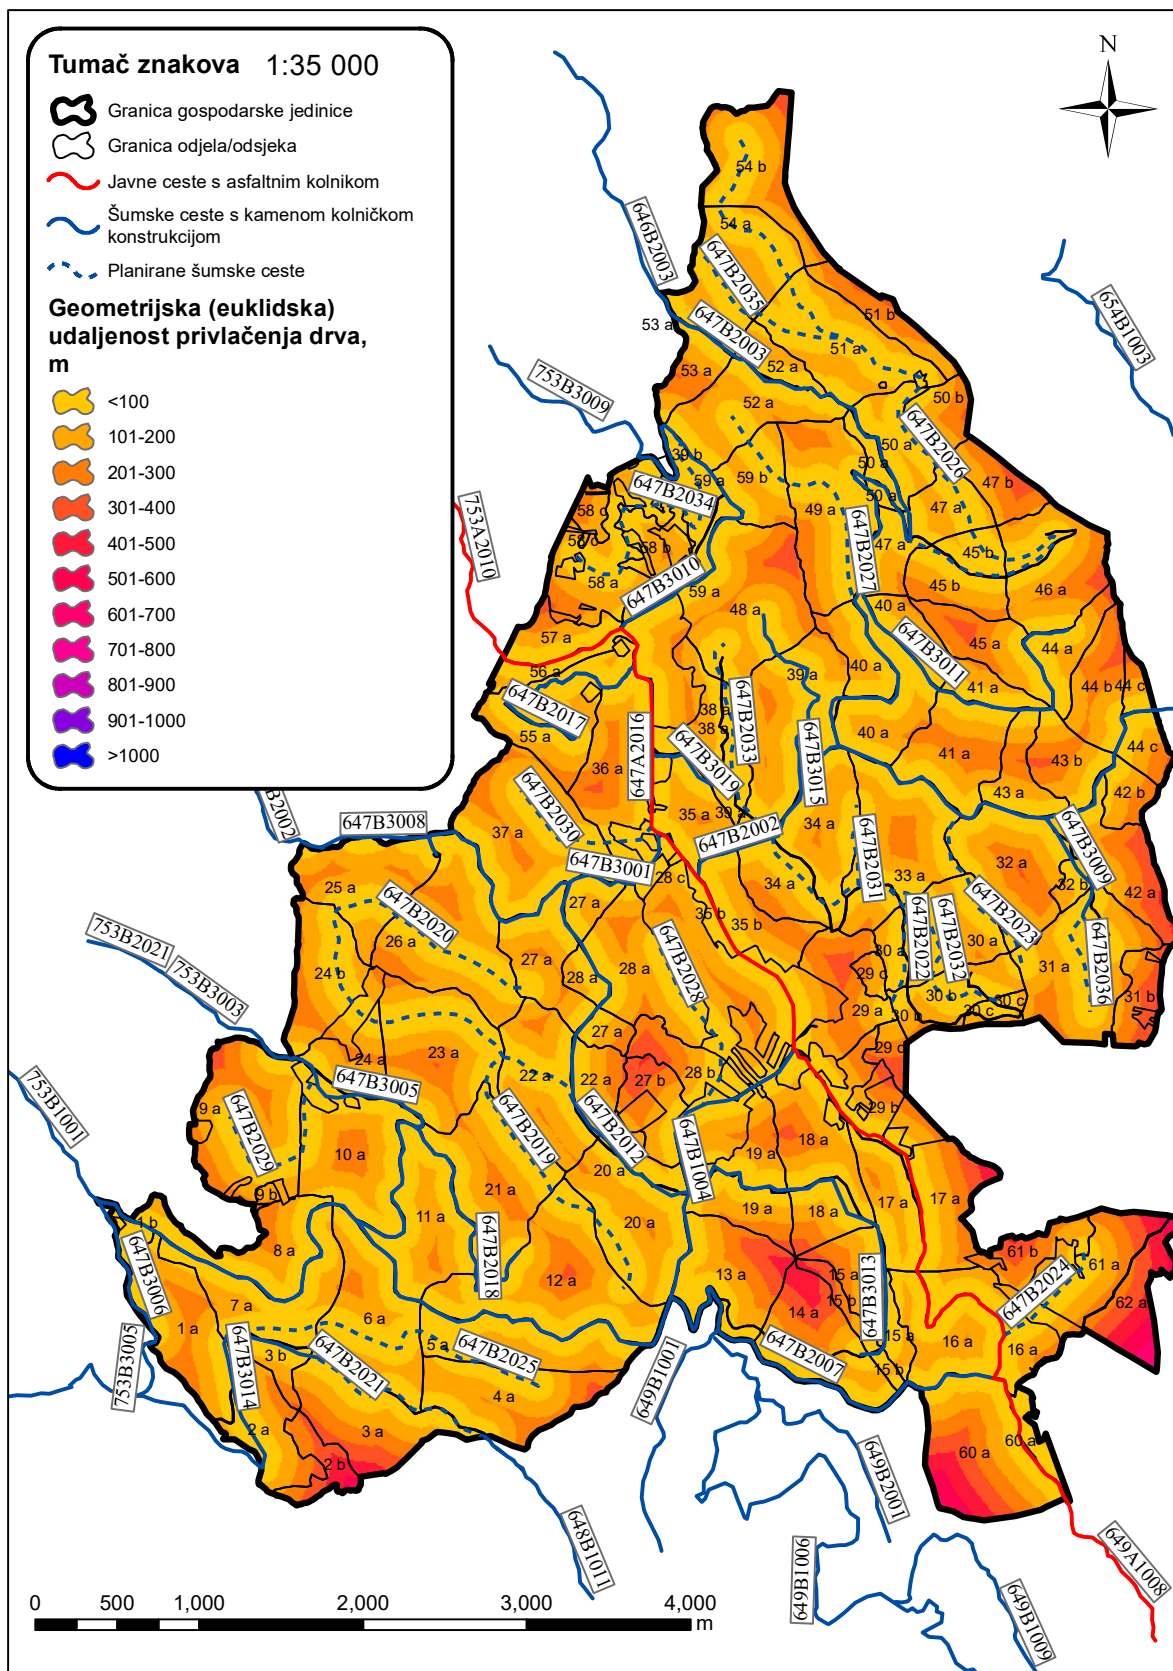 Tumač znakova 1:35 000
Granica gospodarske jedinice
Granica odjela/odsjeka
Javne ceste s asfaltnim kolnikom
Šumske ceste s kamenom kolničkom
konstrukcijom
Planirane šumske ceste
Geometrijska (euklidska)
udaljenost privlačenja drva,
m
<100
101-200
201-300
301-400
401-500
501-600
601-700
701-800
801-900
901-1000
>1000
N
54 b
54 a
646B2003
647B2035
654B1003
53 a
51 b
647B2003
51 a
52 a
53 a
753B3009
50 b
52 a
647B2026
50 a
39 b
50 a
59 a
59 b
47 b
647B2034
50 a
58 c
49 a
47 a
753A2010
58 c
58 b
647B2027
47 a
45 b
58 a
647B3010
59 a
45 b
46 a
48 a
40 a
57 a
647B3011
45 a
44 a
56 a
39 a
40 a
647B2017
41 a
44 b
44 c
38 a
647B2033
55 a
38 a
40 a
647A2016
44 c
36 a
647B3019
647B3015
41 a
43 b
43 a
42 b
B2002
647B3008
647B2030
35 a
39 a
34 a
37 a
647B2002
647B3009
647B3001
28 c
647B2031
33 a
32 a
34 a
32 b
25 a
42 a
27 a
35 b
647B2020
35 b
647B2022
647B2032
647B2023
26 a
30 a
30 a
753B2021
647B2028
647B2036
753B3003
27 a
28 a
28 a
29 c
31 a
24 b
30 b
31 b
30 c
30 c
29 a
30 b
27 a
24 a
23 a
29 c
22 a
22 a
27 b
28 b
647B3005
753B1001
9 a
29 b
647B2029
647B2019
647B2012
18 a
10 a
19 a
647B1004
20 a
17 a
17 a
9 b
21 a
11 a
19 a
18 a
1 b
20 a
8 a
61 b
647B2018
61 a
647B3006
13 a
15 a
12 a
647B2024
62 a
7 a
6 a
14 a
15 b
647B3013
1 a
753B3005
15 a
16 a
5 a
647B2025
16 a
3 b
647B2021
647B2007
649B1001
15 b
647B3014
4 a
2 a
3 a
60 a
60 a
2 b
649B2001
648B1011
649B1006
649A1008
649B1009
0 500 1,000 2,000 3,000 4,000
m